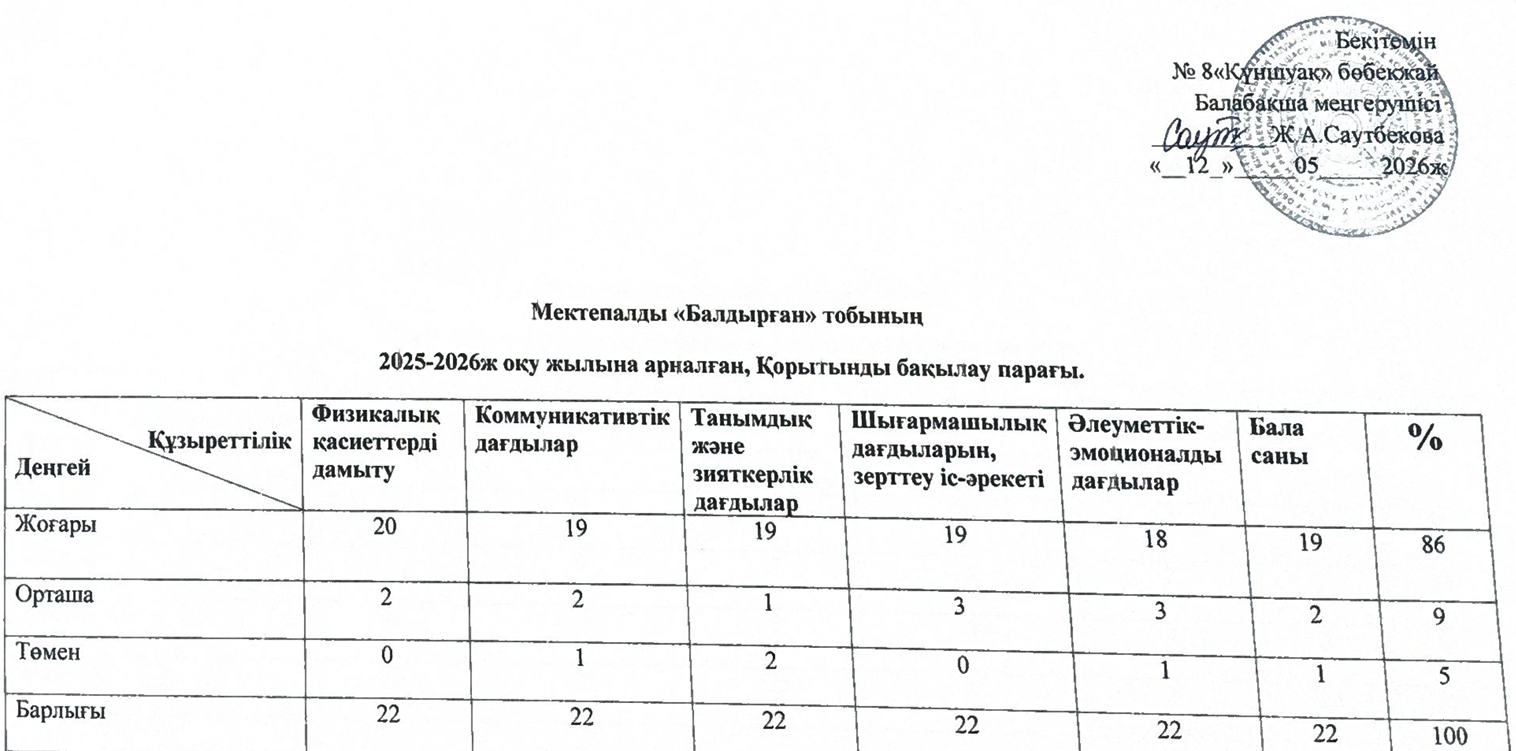 Бекітемін
№ 8«Күншуақ» бөбекжай
Балабақша меңгерушісі
Ж А.Саутбекова
«__12_»_____05_____2026ж
Мектепалды «Балдырған» тобының
2025-2026ж оқу жылына арналған, Қорытынды бақылау парағы.
Құзыреттілік
Деңгей
Физикалық қасиеттерді дамыту
Коммуникативтік дағдылар
Танымдық және зияткерлік дағдылар
Шығармашылық дағдыларын, зерттеу іс-әрекеті
Әлеуметтік-эмоционалды дағдылар
Бала саны
%
Жоғары 20 19 19 19 18 19 86
Орташа 2 2 1 3 3 2 9
Төмен 0 1 2 0 1 1 5
Барлығы 22 22 22 22 22 22 100